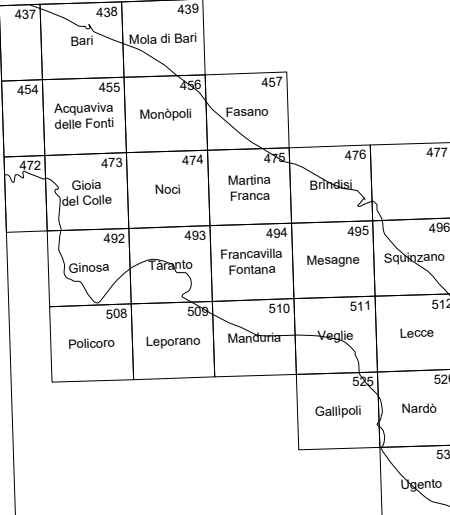 437
438
439
Bari
Mola di Bari
454
455
456
457
Acquaviva
delle Fonti
Monòpoli
Fasano
472
473
474
475
476
477
Gioia
del Colle
Noci
Martina
Franca
Brindisi
492
493
494
495
496
Ginosa
Tàranto
Francavilla
Fontana
Mesagne
Squinzano
508
509
510
511
512
Policoro
Leporano
Manduria
Veglie
Lecce
525
Gallìpoli
Nardò
Ugento